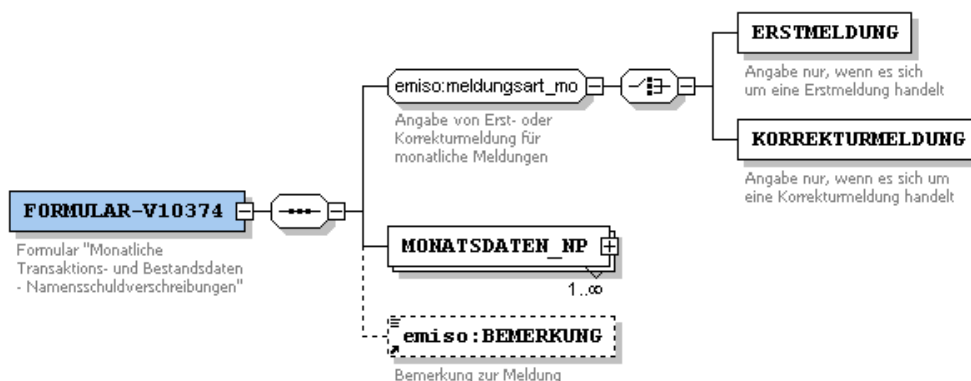 ERSTMELDUNG
Angabe nur, wenn es sich
um eine Erstmeldung handelt
emiso:meldungsart_mo
Angabe von Erst- oder
Korrekturmeldung für
monatliche Meldungen
KORREKTURMELDUNG
Angabe nur, wenn es sich um
eine Korrekturmeldung handelt
FORMULAR-V10374
Formular "Monatliche
Transaktions- und Bestandsdaten
- Namensschuldverschreibungen"
MONATSDATEN_NP
1..∞
emiso:BEMERKUNG
Bemerkung zur Meldung